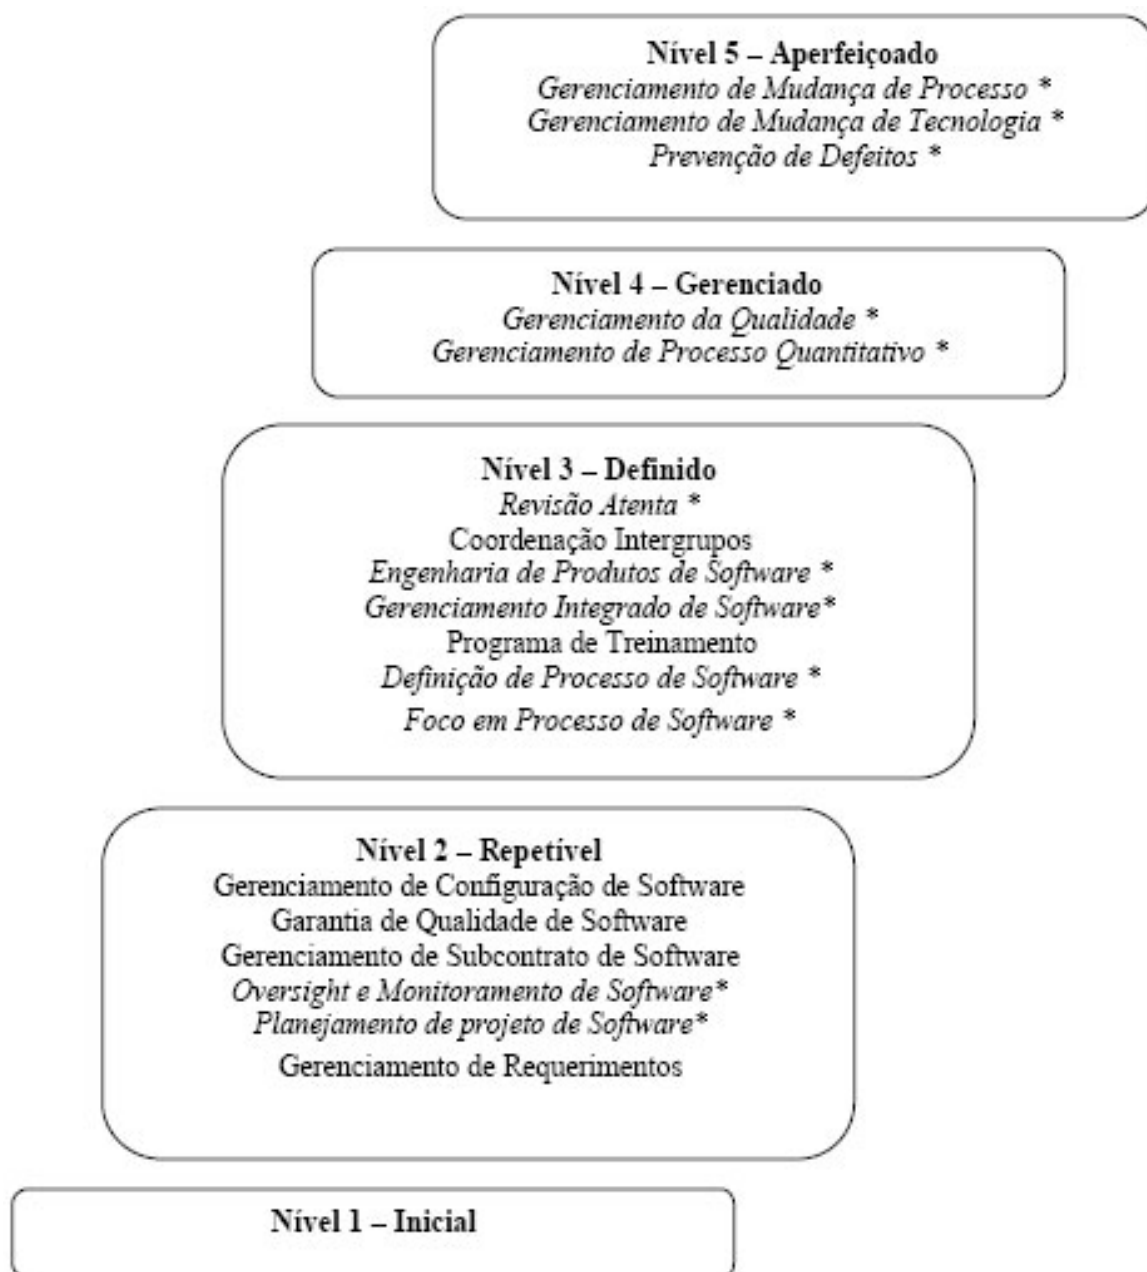 Nível 5 – Aperfeiçoado
Gerenciamento de Mudança de Processo *
Gerenciamento de Mudança de Tecnologia *
Prevenção de Defeitos *
Nível 4 – Gerenciado
Gerenciamento da Qualidade *
Gerenciamento de Processo Quantitativo *
Nível 3 – Definido
Revisão Atenta *
Coordenação Intergrupos
Engenharia de Produtos de Software *
Gerenciamento Integrado de Software*
Programa de Treinamento
Definição de Processo de Software *
Foco em Processo de Software *
Nível 2 – Repetível
Gerenciamento de Configuração de Software
Garantia de Qualidade de Software
Gerenciamento de Subcontrato de Software
Oversight e Monitoramento de Software*
Planejamento de projeto de Software*
Gerenciamento de Requerimentos
Nível 1 – Inicial